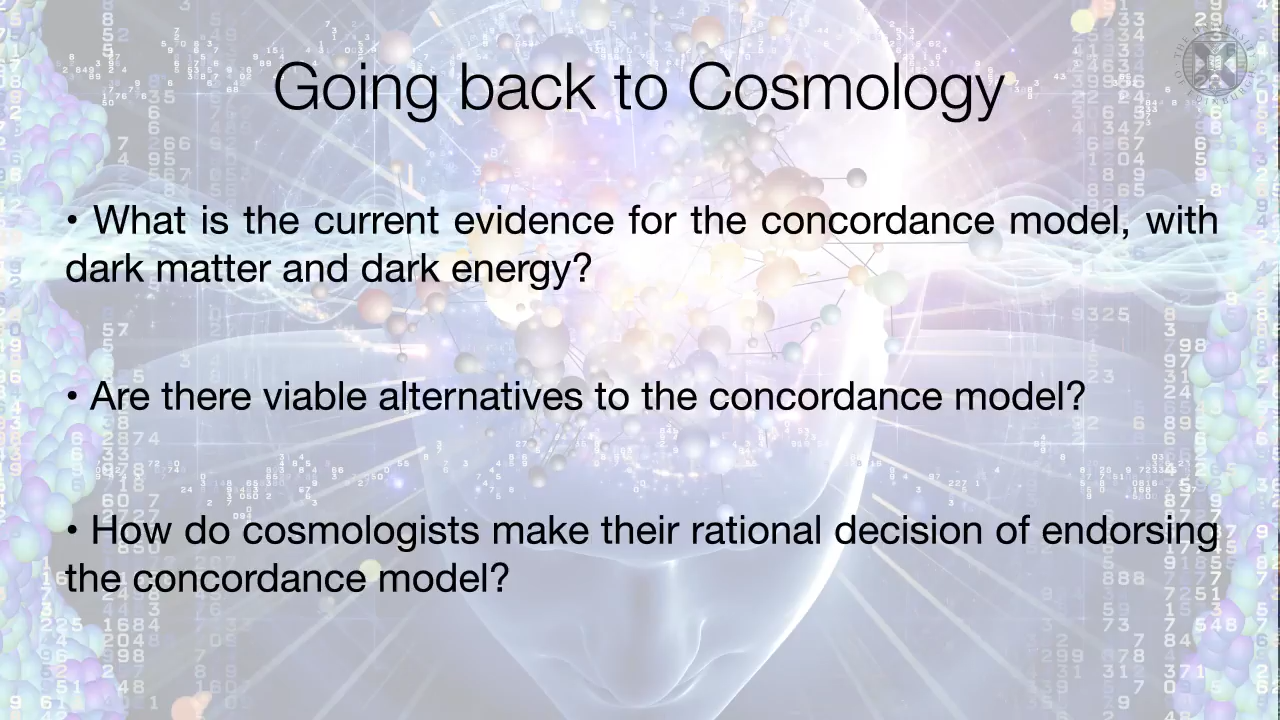 Going back to Cosmology
• What is the current evidence for the concordance model, with
dark matter and dark energy?
• Are there viable alternatives to the concordance model?
• How do cosmologists make their rational decision of endorsing
the concordance model?